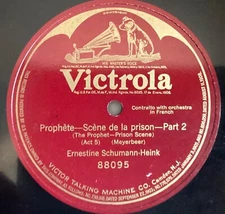 "HIS MASTER'S VOICE"
Victrola
Contralto with orchestra
in French
Prophète—Scène de la prison—Part 2
(The Prophet—Prison Scene)
(Act 5) (Meyerbeer)
Ernestine Schumann-Heink
88095
VICTOR TALKING MACHINE CO. Camden, N.J.